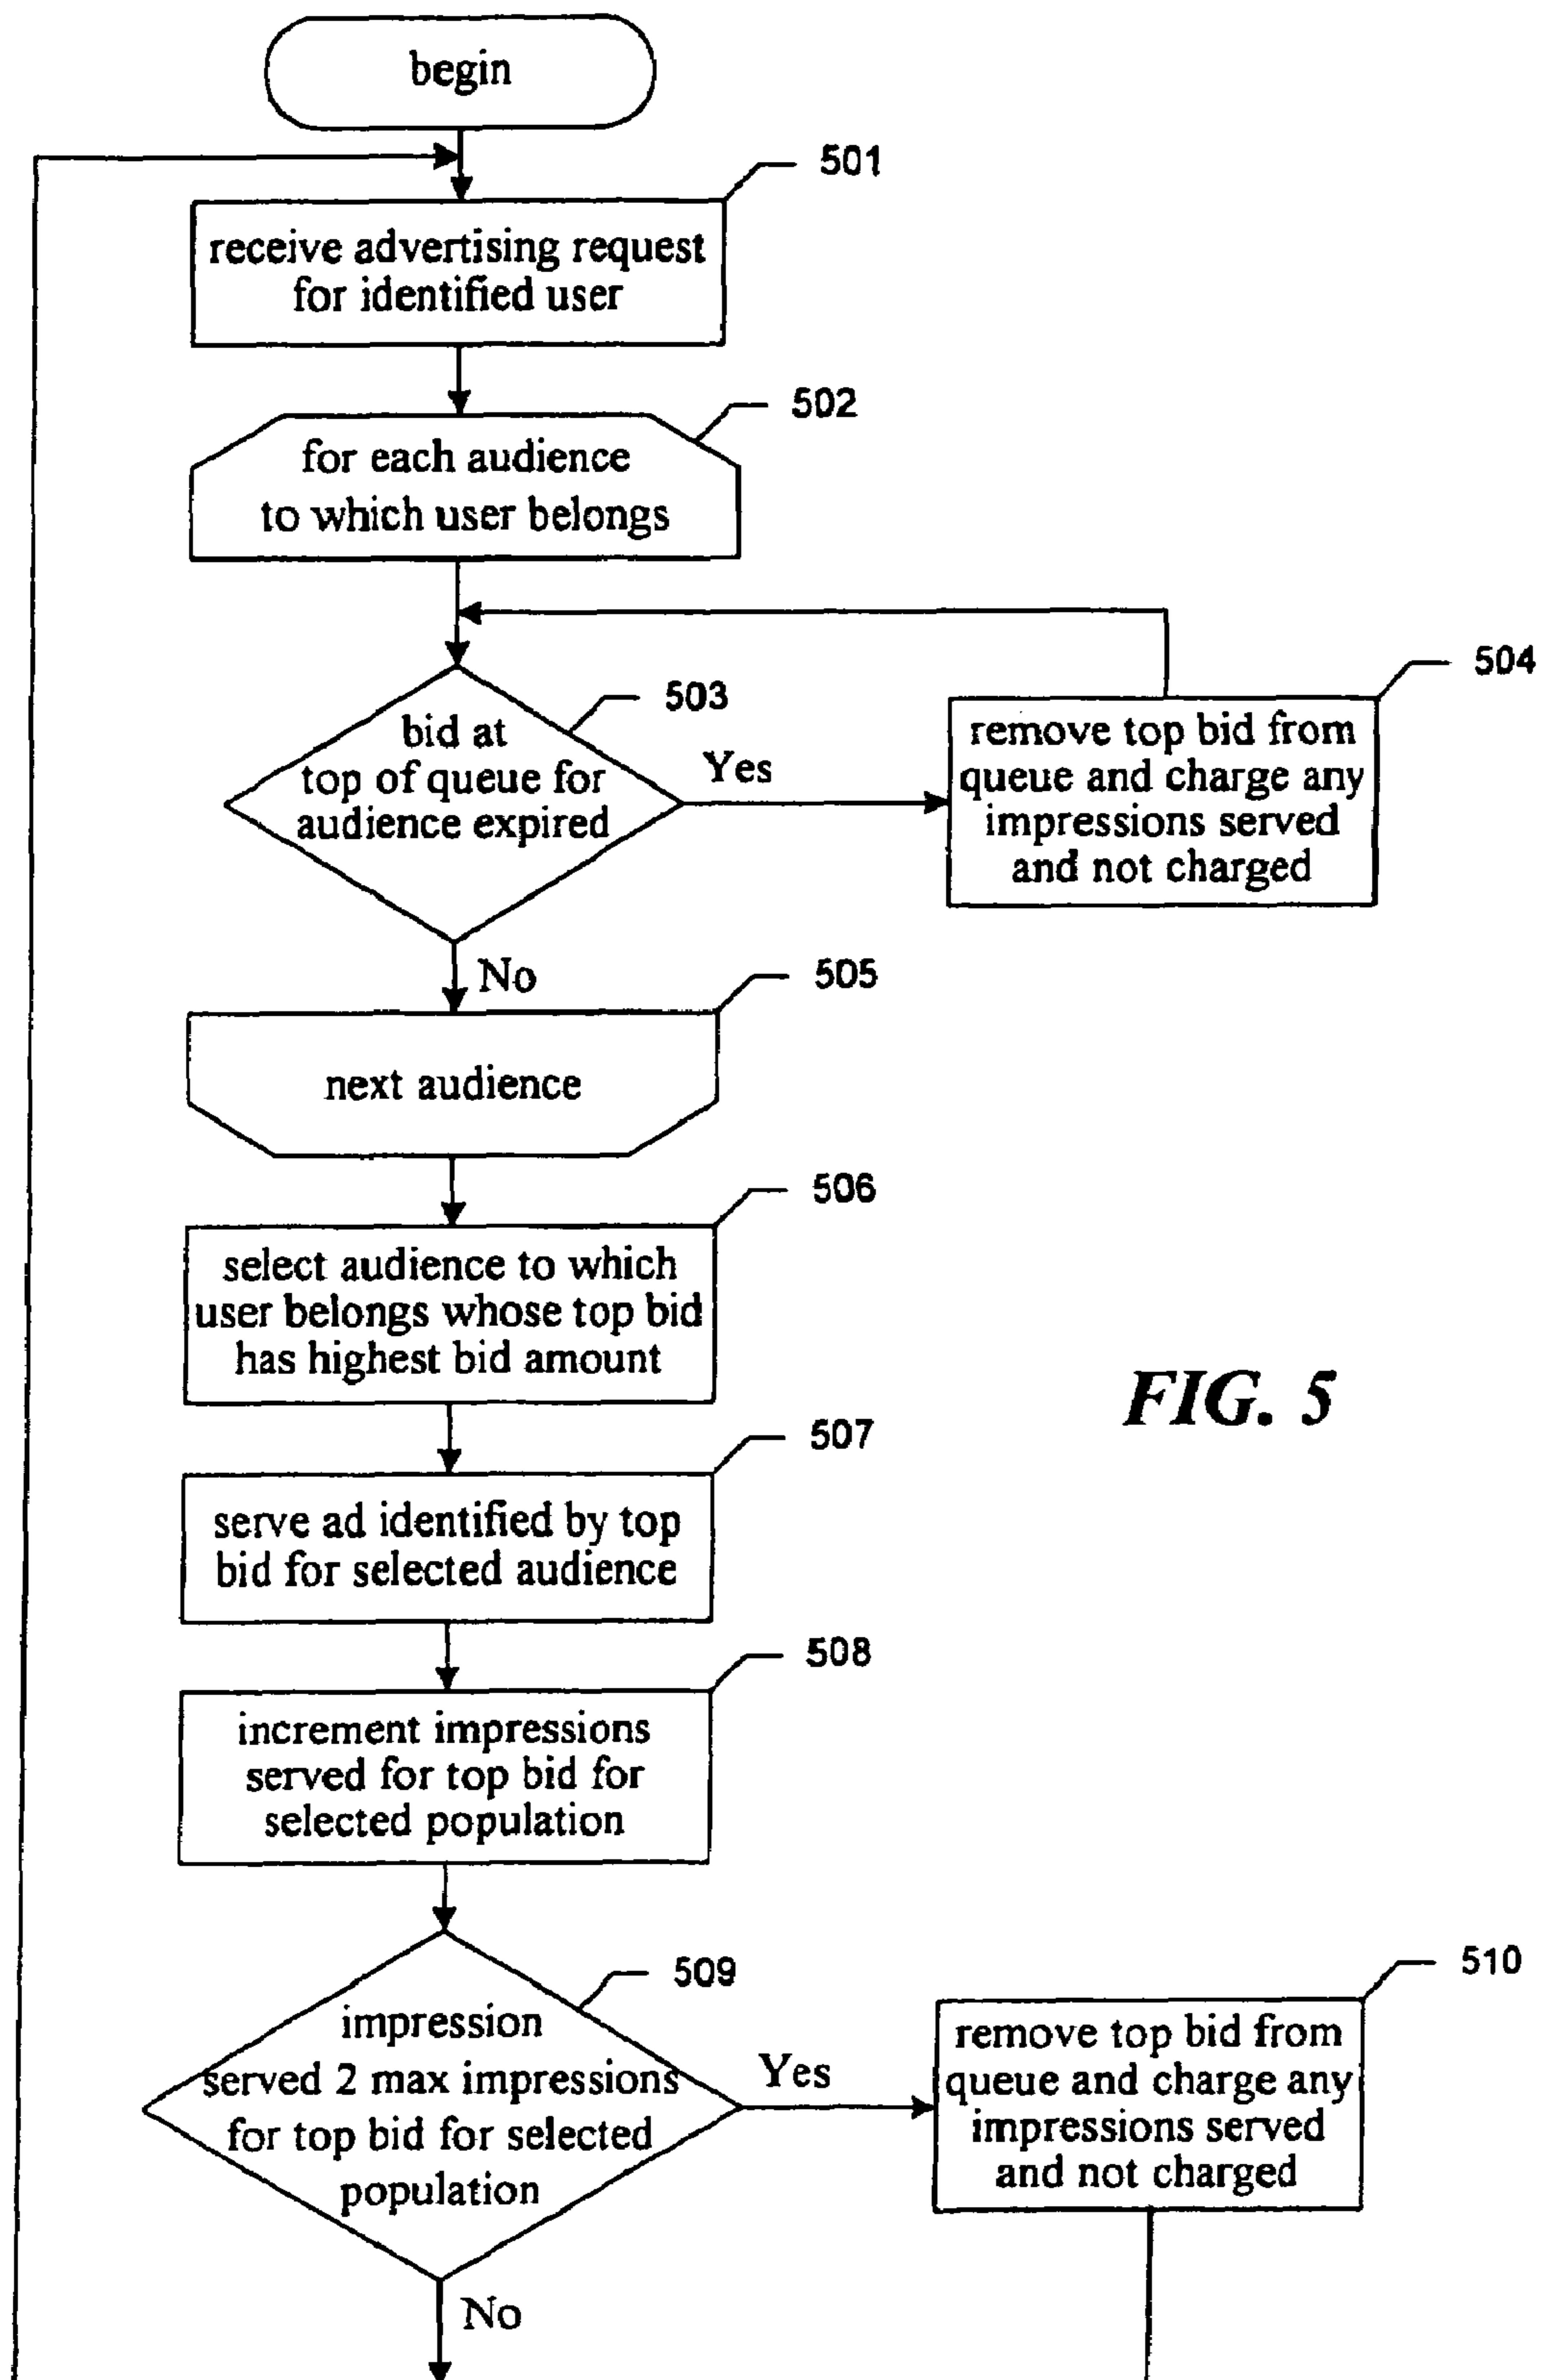 begin
501
receive advertising request
for identified user
502
for each audience
to which user belongs
503
bid at
top of queue for
audience expired
Yes
504
remove top bid from
queue and charge any
impressions served
and not charged
No
505
next audience
506
select audience to which
user belongs whose top bid
has highest bid amount
FIG. 5
507
serve ad identified by top
bid for selected audience
508
increment impressions
served for top bid for
selected population
509
impression
served 2 max impressions
for top bid for selected
population
Yes
510
remove top bid from
queue and charge any
impressions served
and not charged
No